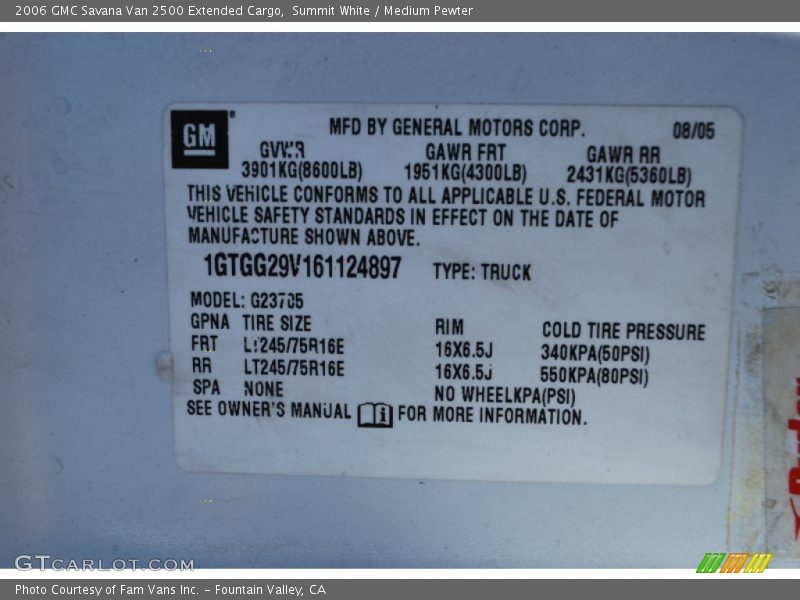 2006 GMC Savana Van 2500 Extended Cargo, Summit White / Medium Pewter
GM
MFD BY GENERAL MOTORS CORP. 08/05
GVWR GAWR FRT GAWR RR
3901KG(8600LB) 1951KG(4300LB) 2431KG(5360LB)
THIS VEHICLE CONFORMS TO ALL APPLICABLE U.S. FEDERAL MOTOR
VEHICLE SAFETY STANDARDS IN EFFECT ON THE DATE OF
MANUFACTURE SHOWN ABOVE.
1GTGG29V161124897 TYPE: TRUCK
MODEL: G23705
GPNA TIRE SIZE RIM COLD TIRE PRESSURE
FRT LT245/75R16E 16X6.5J 340KPA(50PSI)
RR LT245/75R16E 16X6.5J 550KPA(80PSI)
SPA NONE NO WHEELKPA(PSI)
SEE OWNER'S MANUAL i FOR MORE INFORMATION.
GTCARLOT.COM
Photo Courtesy of Fam Vans Inc. - Fountain Valley, CA